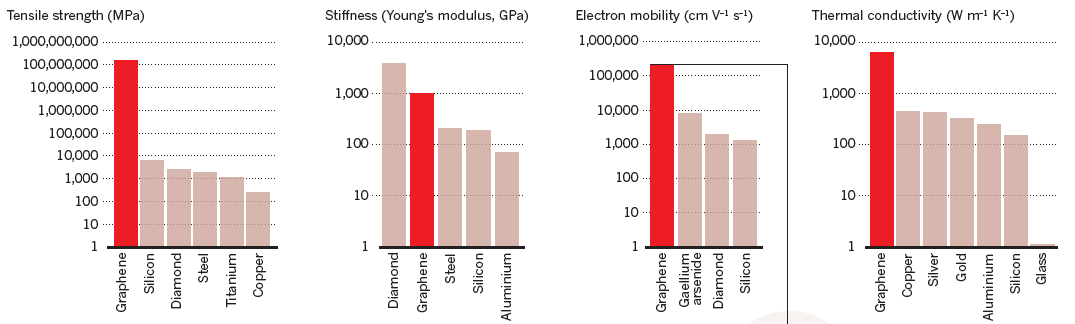 Tensile strength (MPa)
1,000,000,000
100,000,000
10,000,000
1,000,000
100,000
10,000
1,000
100
10
1
Graphene
Silicon
Diamond
Steel
Titanium
Copper
Stiffness (Young's modulus, GPa)
10,000
1,000
100
10
1
Diamond
Graphene
Steel
Silicon
Aluminium
Electron mobility (cm V⁻¹ s⁻¹)
1,000,000
100,000
10,000
1,000
100
10
1
Graphene
Gaellium
arsenide
Diamond
Silicon
Thermal conductivity (W m⁻¹ K⁻¹)
10,000
1,000
100
10
1
Graphene
Copper
Silver
Gold
Aluminium
Silicon
Glass